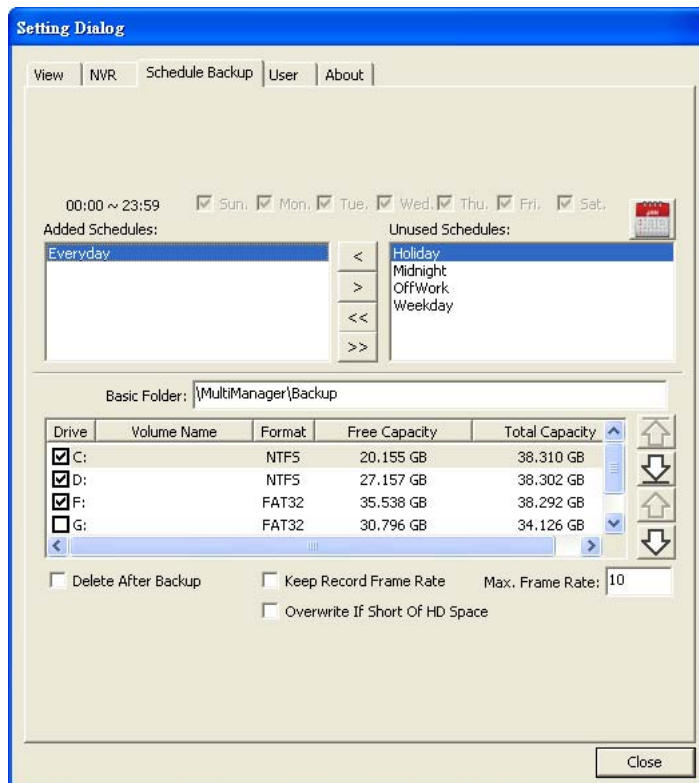 Setting Dialog
View NVR Schedule Backup User About
00:00 ~ 23:59 Sun. Mon. Tue. Wed. Thu. Fri. Sat.
JAN
Added Schedules: Unused Schedules:
Everyday < Holiday
Midnight
> OffWork
Weekday
<<
>>
Basic Folder: \MultiManager\Backup
Drive Volume Name Format Free Capacity Total Capacity
C: NTFS 20.155 GB 38.310 GB
D: NTFS 27.157 GB 38.302 GB
F: FAT32 35.538 GB 38.292 GB
G: FAT32 30.796 GB 34.126 GB
Delete After Backup Keep Record Frame Rate Max. Frame Rate: 10
Overwrite If Short Of HD Space
Close